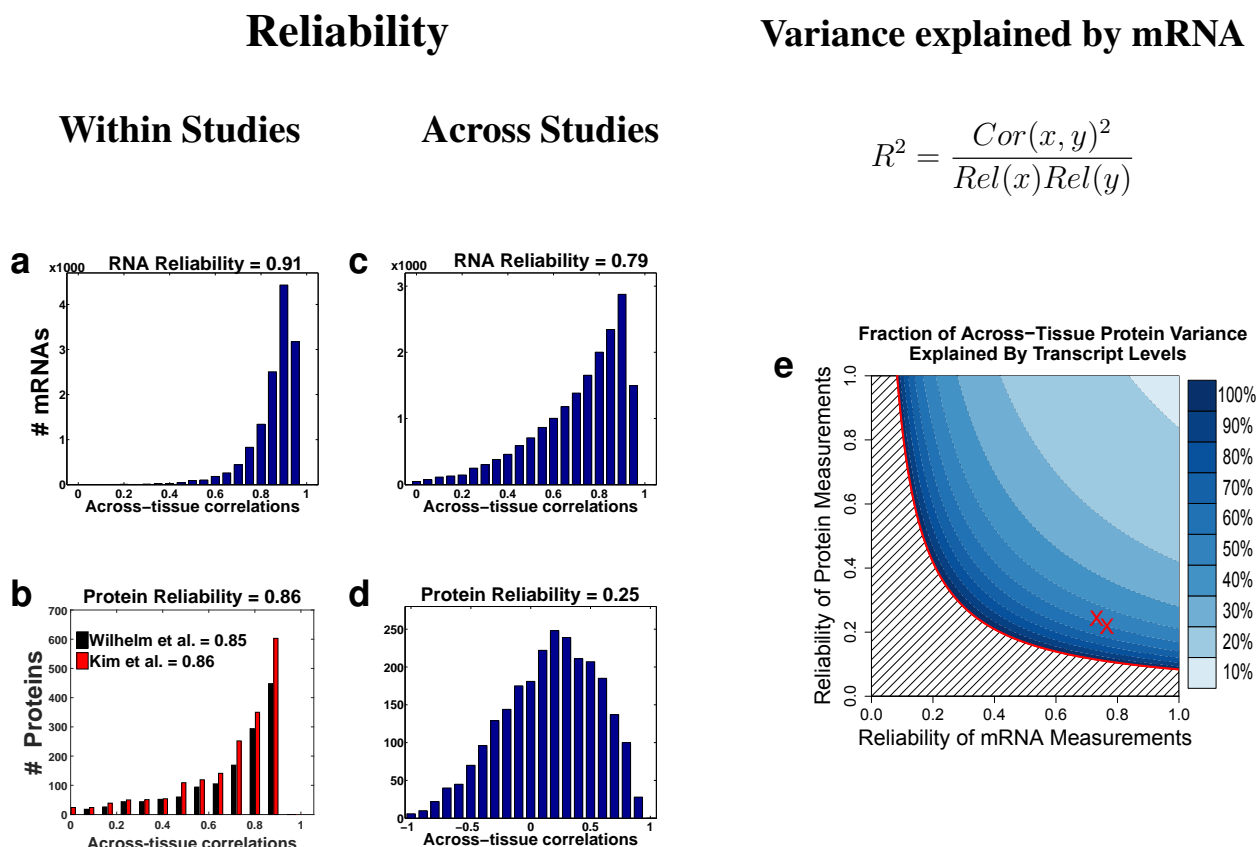 Reliability
Variance explained by mRNA
Within Studies
Across Studies
R² = Cor(x, y)² / Rel(x)Rel(y)
a
x1000
RNA Reliability = 0.91
# mRNAs
4
3
2
1
0
0 0.2 0.4 0.6 0.8 1
Across−tissue correlations
c
x1000
RNA Reliability = 0.79
3
2
1
0
0 0.2 0.4 0.6 0.8 1
Across−tissue correlations
b
Protein Reliability = 0.86
# Proteins
700
600
500
400
300
200
100
0
Wilhelm et al. = 0.85
Kim et al. = 0.86
0 0.2 0.4 0.6 0.8 1
Across-tissue correlations
d
Protein Reliability = 0.25
250
200
150
100
50
0
−1 −0.5 0 0.5 1
Across−tissue correlations
e
Fraction of Across−Tissue Protein Variance
Explained By Transcript Levels
Reliability of Protein Measurements
1.0
0.8
0.6
0.4
0.2
0.0
X X
0.0 0.2 0.4 0.6 0.8 1.0
Reliability of mRNA Measurements
100%
90%
80%
70%
60%
50%
40%
30%
20%
10%